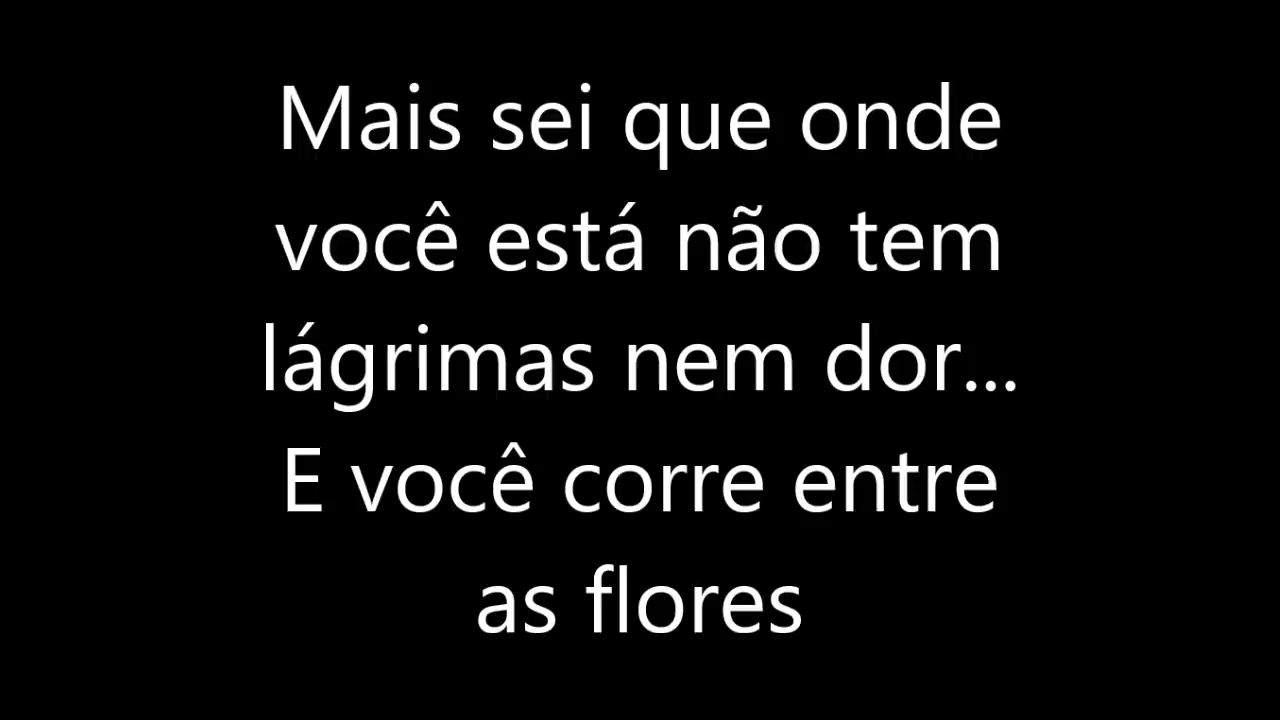 Mais sei que onde
você está não tem
lágrimas nem dor...
E você corre entre
as flores